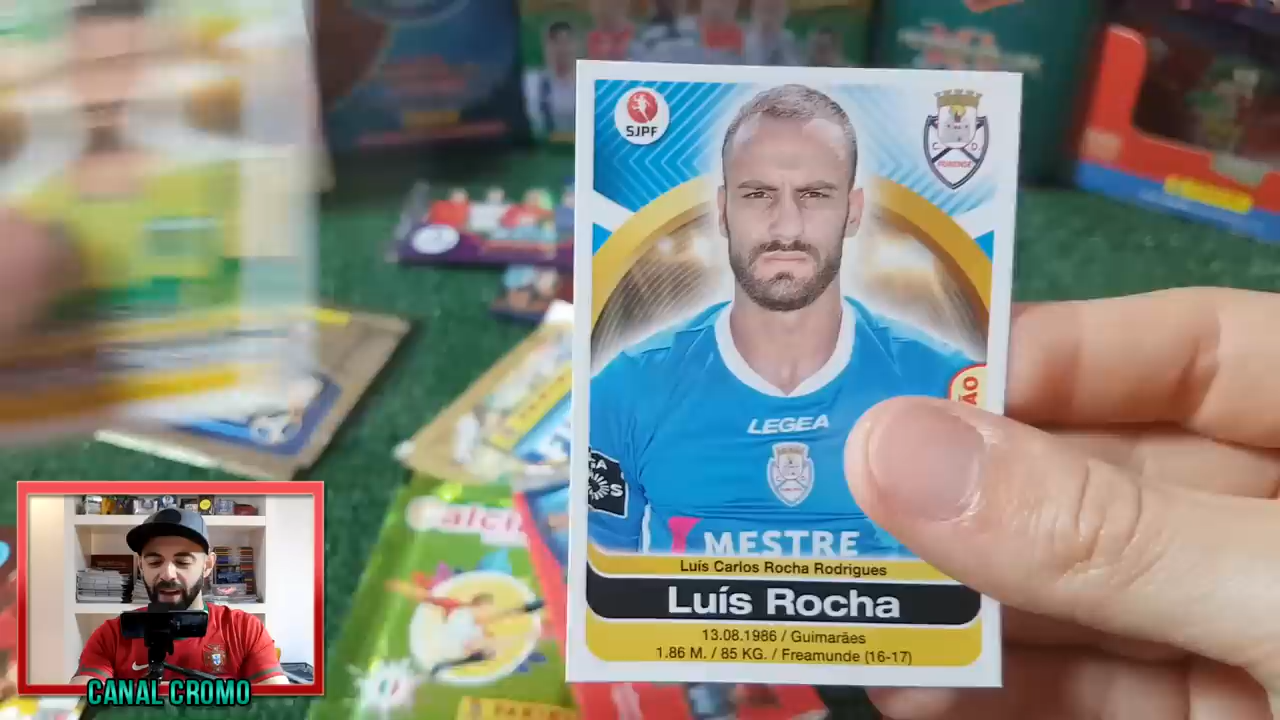 SJPF
C D
FEIRENSE
LEGEA
MESTRE
Luís Carlos Rocha Rodrigues
Luís Rocha
13.08.1986 / Guimarães
1.86 M. / 85 KG. / Freamunde (16-17)
CANAL CROMO